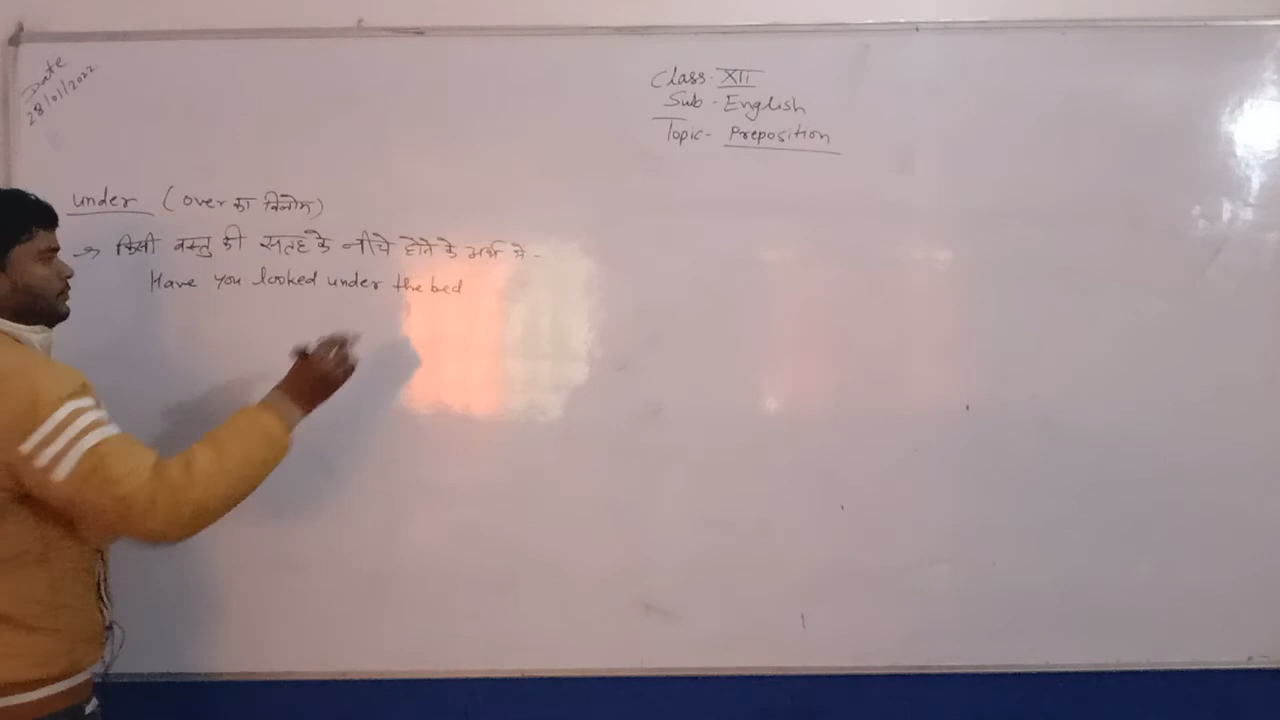 Date
28/01/2022
Class- XII
Sub - English
Topic- Preposition
under (over का विलोम)
→ किसी वस्तु की सतह के नीचे होने के अर्थ मे -
Have you looked under the bed